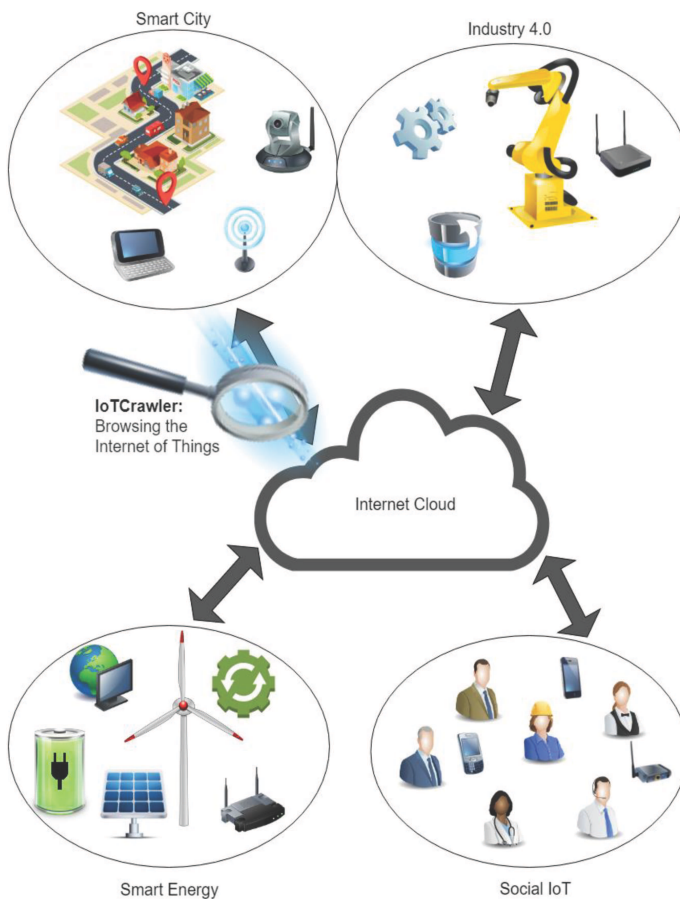 Smart City
Industry 4.0
IoTCrawler:
Browsing the
Internet of Things
Internet Cloud
Smart Energy
Social IoT